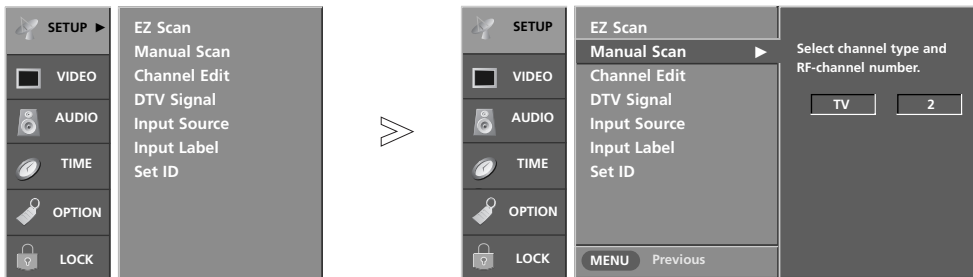 SETUP ►
VIDEO
AUDIO
TIME
OPTION
LOCK
EZ Scan
Manual Scan
Channel Edit
DTV Signal
Input Source
Input Label
Set ID
SETUP
VIDEO
AUDIO
TIME
OPTION
LOCK
EZ Scan
Manual Scan ►
Channel Edit
DTV Signal
Input Source
Input Label
Set ID
MENU Previous
Select channel type and
RF-channel number.
TV 2